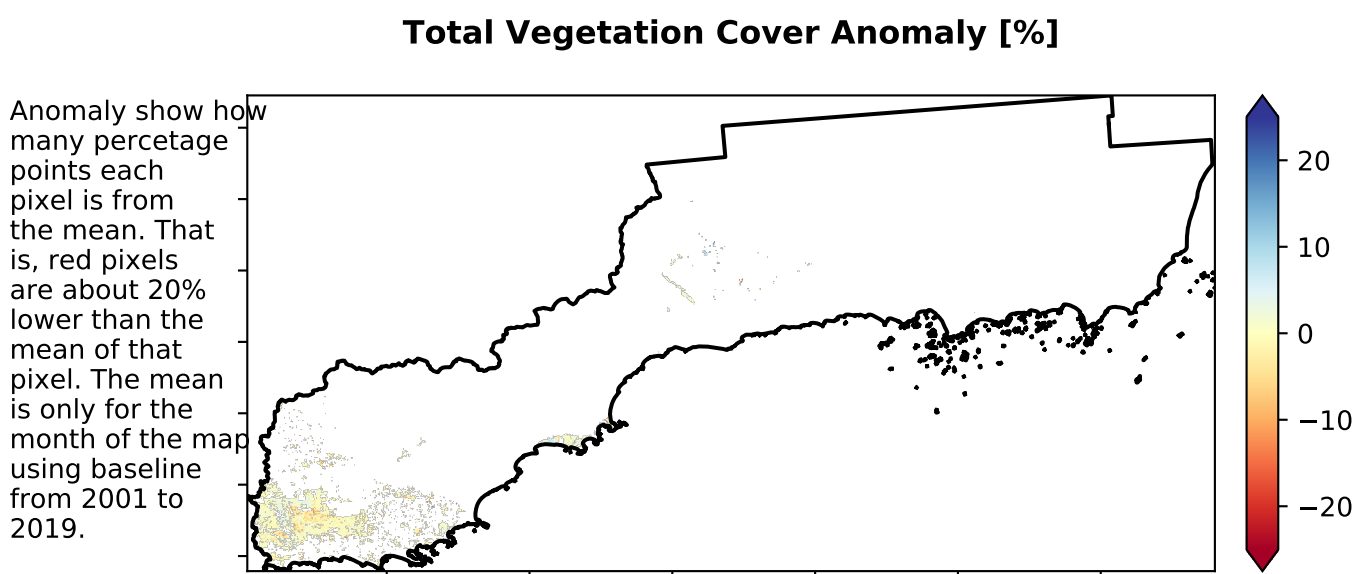 Total Vegetation Cover Anomaly [%]
Anomaly show how
many percetage
points each
pixel is from
the mean. That
is, red pixels
are about 20%
lower than the
mean of that
pixel. The mean
is only for the
month of the map
using baseline
from 2001 to
2019.
20
10
0
−10
−20